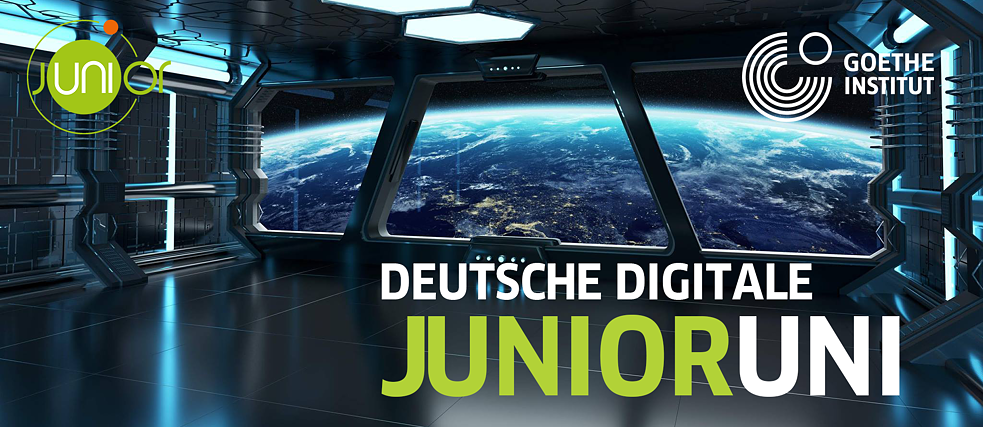 JUNIOR
GOETHE
INSTITUT
DEUTSCHE DIGITALE
JUNIORUNI